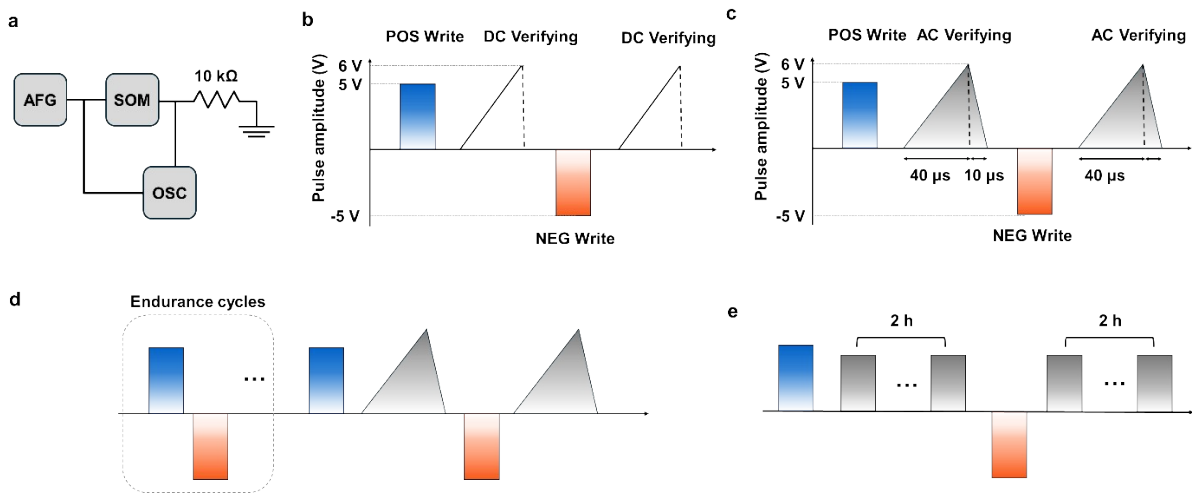 a
AFG
SOM
10 kΩ
OSC
b
POS Write
DC Verifying
DC Verifying
Pulse amplitude (V)
6 V
5 V
-5 V
NEG Write
c
POS Write
AC Verifying
AC Verifying
Pulse amplitude (V)
6 V
5 V
40 μs
10 μs
40 μs
-5 V
NEG Write
d
Endurance cycles
...
e
2 h
2 h
...
...